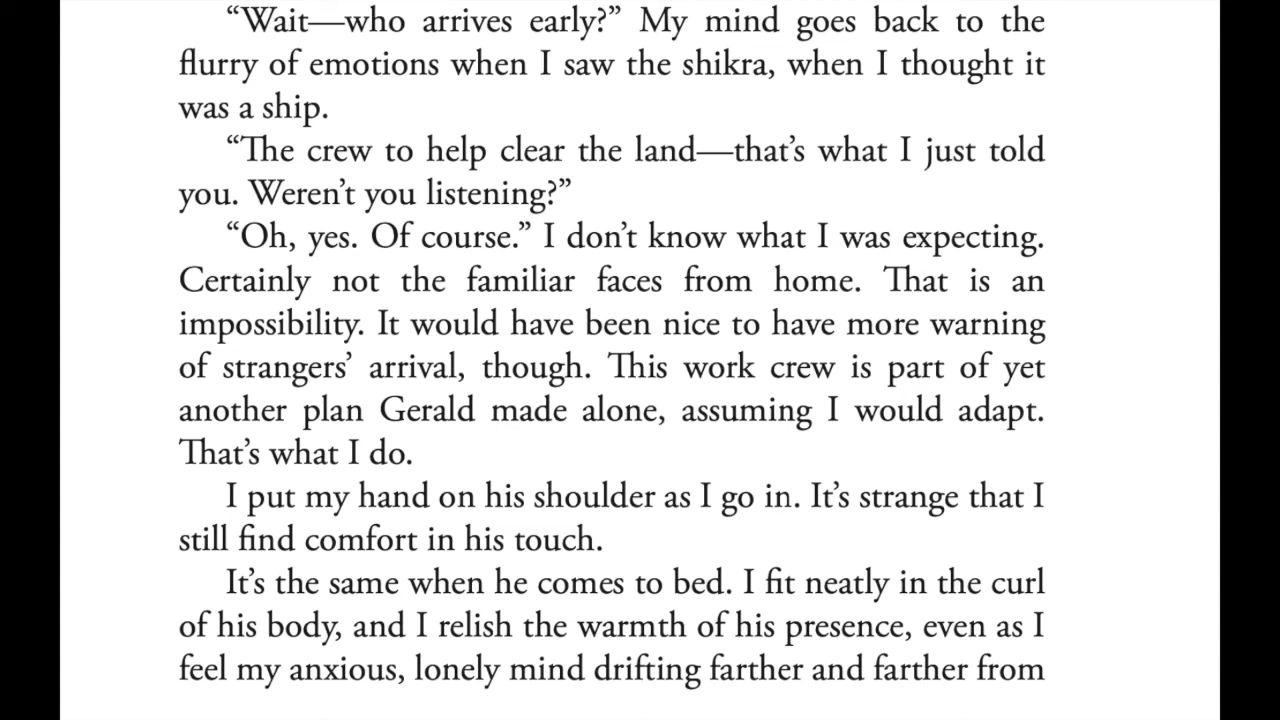 “Wait—who arrives early?” My mind goes back to the
flurry of emotions when I saw the shikra, when I thought it
was a ship.
“The crew to help clear the land—that’s what I just told
you. Weren’t you listening?”
“Oh, yes. Of course.” I don’t know what I was expecting.
Certainly not the familiar faces from home. That is an
impossibility. It would have been nice to have more warning
of strangers’ arrival, though. This work crew is part of yet
another plan Gerald made alone, assuming I would adapt.
That’s what I do.
I put my hand on his shoulder as I go in. It’s strange that I
still find comfort in his touch.
It’s the same when he comes to bed. I fit neatly in the curl
of his body, and I relish the warmth of his presence, even as I
feel my anxious, lonely mind drifting farther and farther from